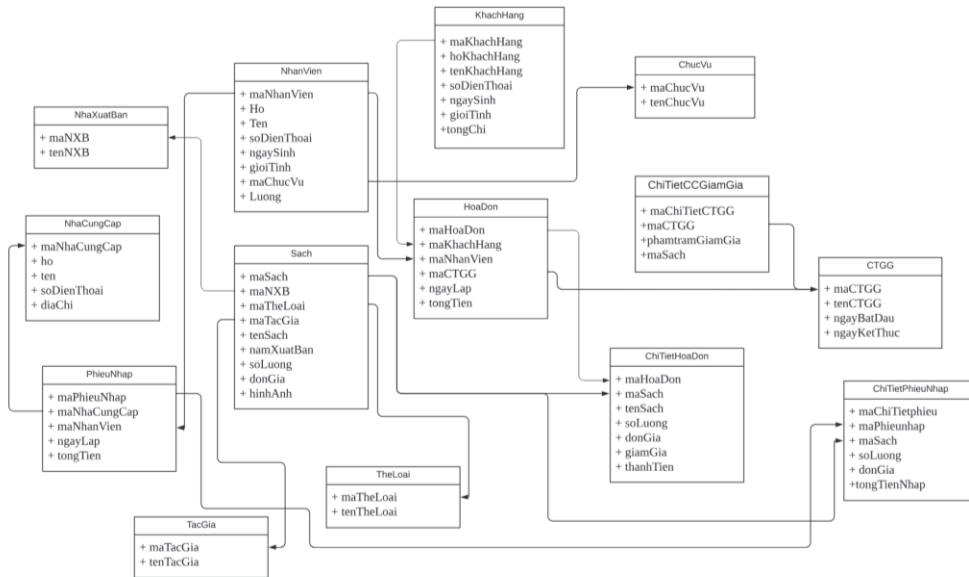 KhachHang
+ maKhachHang
+ hoKhachHang
+ tenKhachHang
+ soDienThoai
+ ngaySinh
+ gioiTinh
+tongChi
ChucVu
+ maChucVu
+ tenChucVu
NhanVien
+ maNhanVien
+ Ho
+ Ten
+ soDienThoai
+ ngaySinh
+ gioiTinh
+ maChucVu
+ Luong
NhaXuatBan
+ maNXB
+ tenNXB
ChiTietCCGiamGia
+ maChiTietCTGG
+maCTGG
+phamtramGiamGia
+maSach
HoaDon
+ maHoaDon
+ maKhachHang
+ maNhanVien
+ maCTGG
+ ngayLap
+ tongTien
NhaCungCap
+ maNhaCungCap
+ ho
+ ten
+ soDienThoai
+ diaChi
Sach
+ maSach
+ maNXB
+ maTheLoai
+ maTacGia
+ tenSach
+ namXuatBan
+ soLuong
+ donGia
+ hinhAnh
CTGG
+ maCTGG
+ tenCTGG
+ ngayBatDau
+ ngayKetThuc
ChiTietHoaDon
+ maHoaDon
+ maSach
+ tenSach
+ soLuong
+ donGia
+ giamGia
+ thanhTien
PhieuNhap
+ maPhieuNhap
+ maNhaCungCap
+ maNhanVien
+ ngayLap
+ tongTien
ChiTietPhieuNhap
+ maChiTietphieu
+ maPhieunhap
+ maSach
+ soLuong
+ donGia
+tongTienNhap
TheLoai
+ maTheLoai
+ tenTheLoai
TacGia
+ maTacGia
+ tenTacGia